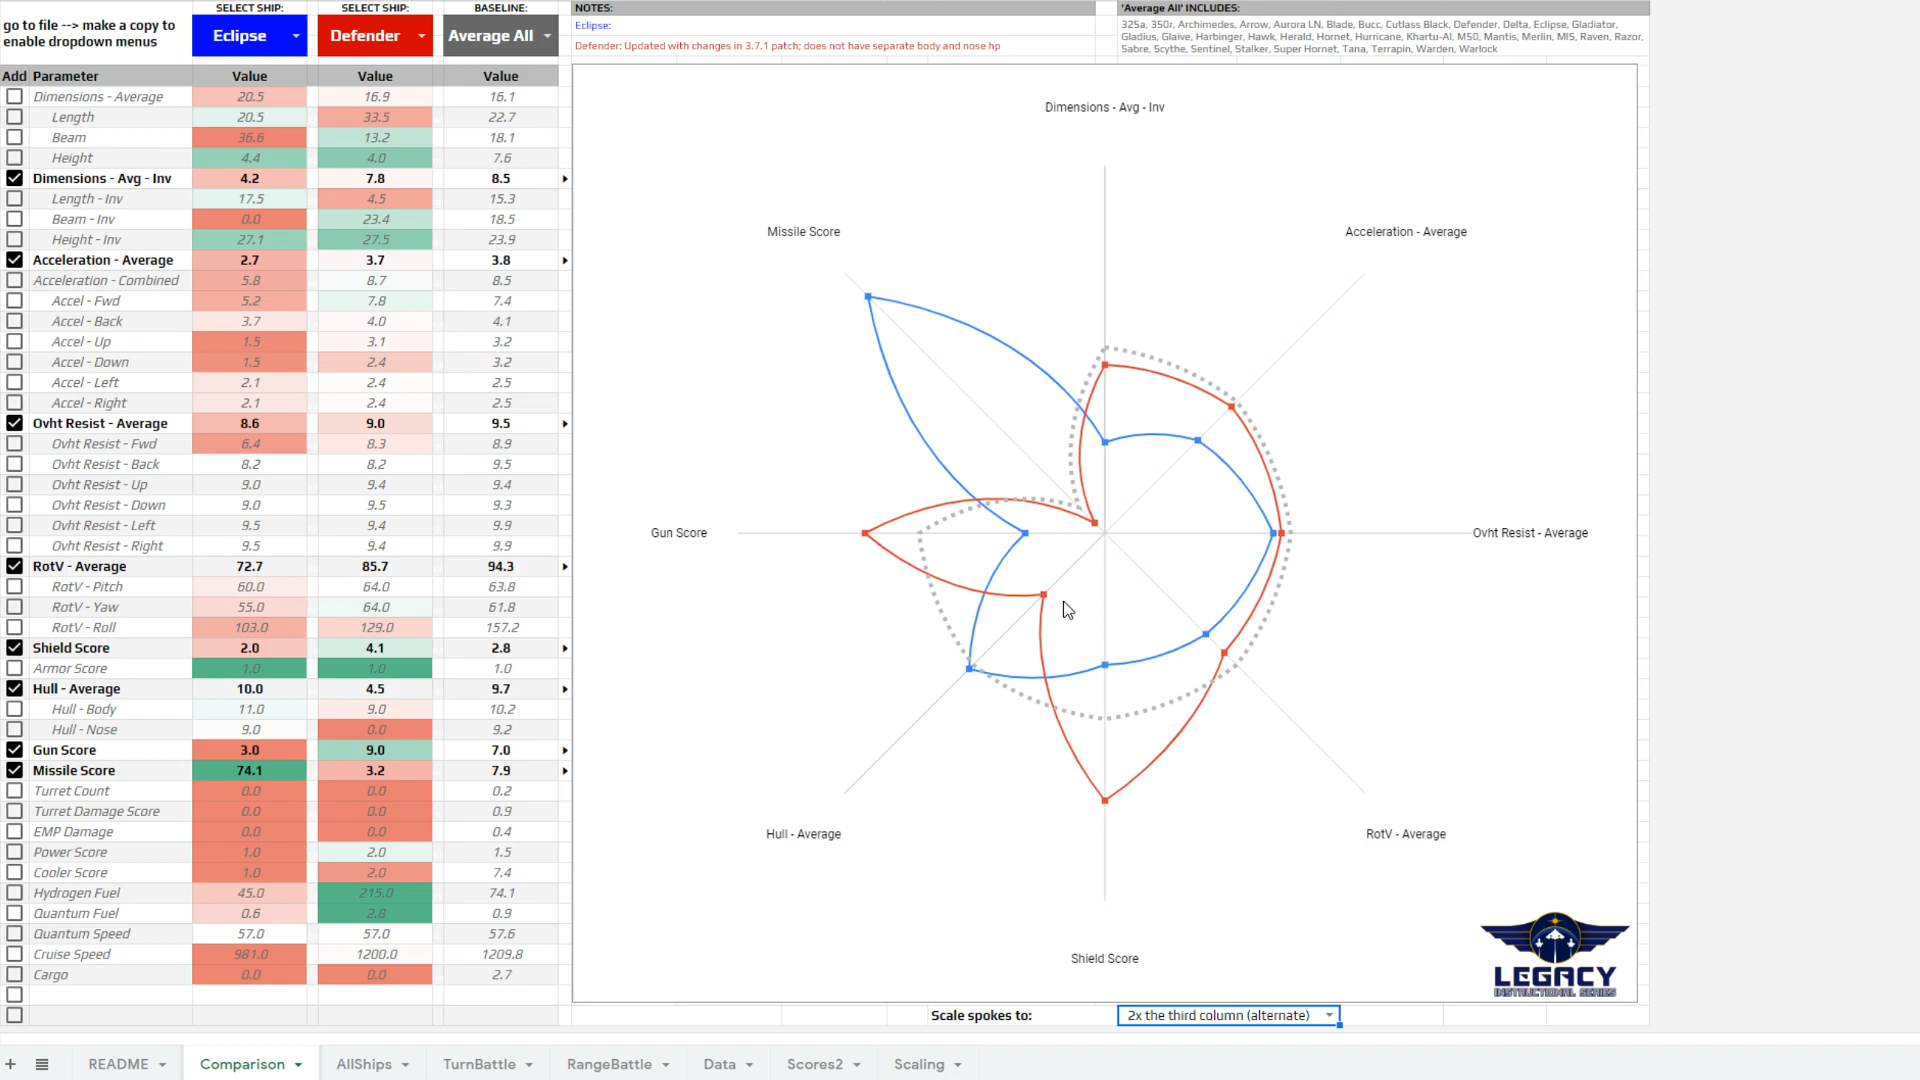 go to file --> make a copy to
enable dropdown menus
SELECT SHIP:
Eclipse
SELECT SHIP:
Defender
BASELINE:
Average All
NOTES:
Eclipse:
Defender: Updated with changes in 3.7.1 patch; does not have separate body and nose hp
'Average All' INCLUDES:
325a, 350r, Archimedes, Arrow, Aurora LN, Blade, Bucc, Cutlass Black, Defender, Delta, Eclipse, Gladiator,
Gladius, Glaive, Harbinger, Hawk, Herald, Hornet, Hurricane, Khartu-Al, M50, Mantis, Merlin, MIS, Raven, Razor,
Sabre, Scythe, Sentinel, Stalker, Super Hornet, Tana, Terrapin, Warden, Warlock
Add Parameter Value Value Value
Dimensions - Average 20.5 16.9 16.1
Length 20.5 33.5 22.7
Beam 36.6 13.2 18.1
Height 4.4 4.0 7.6
Dimensions - Avg - Inv 4.2 7.8 8.5
Length - Inv 17.5 4.5 15.3
Beam - Inv 0.0 23.4 18.5
Height - Inv 27.1 27.5 23.9
Acceleration - Average 2.7 3.7 3.8
Acceleration - Combined 5.8 8.7 8.5
Accel - Fwd 5.2 7.8 7.4
Accel - Back 3.7 4.0 4.1
Accel - Up 1.5 3.1 3.2
Accel - Down 1.5 2.4 3.2
Accel - Left 2.1 2.4 2.5
Accel - Right 2.1 2.4 2.5
Ovht Resist - Average 8.6 9.0 9.5
Ovht Resist - Fwd 6.4 8.3 8.9
Ovht Resist - Back 8.2 8.2 9.5
Ovht Resist - Up 9.0 9.4 9.4
Ovht Resist - Down 9.0 9.5 9.3
Ovht Resist - Left 9.5 9.4 9.9
Ovht Resist - Right 9.5 9.4 9.9
RotV - Average 72.7 85.7 94.3
RotV - Pitch 60.0 64.0 63.8
RotV - Yaw 55.0 64.0 61.8
RotV - Roll 103.0 129.0 157.2
Shield Score 2.0 4.1 2.8
Armor Score 1.0 1.0 1.0
Hull - Average 10.0 4.5 9.7
Hull - Body 11.0 9.0 10.2
Hull - Nose 9.0 0.0 9.2
Gun Score 3.0 9.0 7.0
Missile Score 74.1 3.2 7.9
Turret Count 0.0 0.0 0.2
Turret Damage Score 0.0 0.0 0.9
EMP Damage 0.0 0.0 0.4
Power Score 1.0 2.0 1.5
Cooler Score 1.0 2.0 7.4
Hydrogen Fuel 45.0 215.0 74.1
Quantum Fuel 0.6 2.8 0.9
Quantum Speed 57.0 57.0 57.6
Cruise Speed 981.0 1200.0 1209.8
Cargo 0.0 0.0 2.7
Dimensions - Avg - Inv
Missile Score
Acceleration - Average
Gun Score
Ovht Resist - Average
Hull - Average
RotV - Average
Shield Score
LEGACY
INSTRUCTIONAL SERIES
Scale spokes to: 2x the third column (alternate)
+ README Comparison AllShips TurnBattle RangeBattle Data Scores2 Scaling